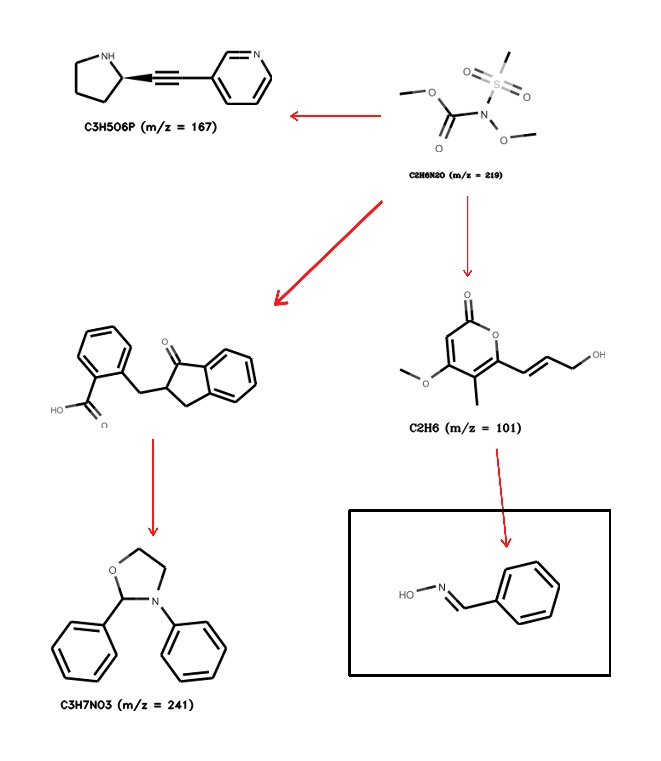 NH
N
C3H5O6P (m/z = 167)
O
O
S
O
N
O
O
C2H6N2O (m/z = 219)
O
HO
O
O
O
OH
O
C2H6 (m/z = 101)
O
N
C3H7NO3 (m/z = 241)
HO
N